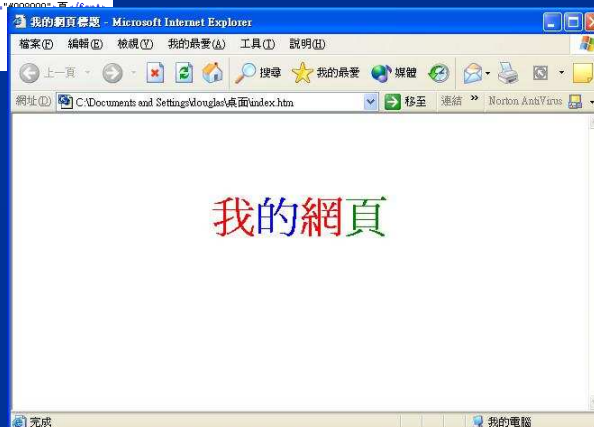 我的網頁標題 - Microsoft Internet Explorer
檔案(F) 編輯(E) 檢視(V) 我的最愛(A) 工具(T) 說明(H)
上一頁 搜尋 我的最愛 媒體
網址(D) C:\Documents and Settings\douglas\桌面\index.htm 移至 連結 » Norton AntiVirus
我的網頁
完成 我的電腦